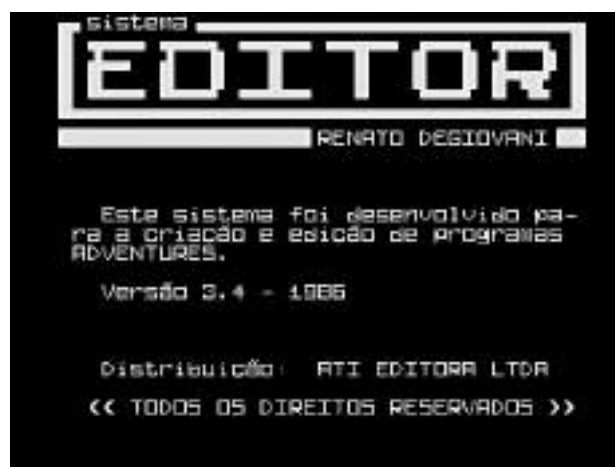 sistema
EDITOR
RENATO DEGIOVANI
Este sistema foi desenvolvido pa-
ra a criação e edição de programas
ADVENTURES.
Versão 3.4 - 1986
Distribuição: ATI EDITORA LTDA
<< TODOS OS DIREITOS RESERVADOS >>